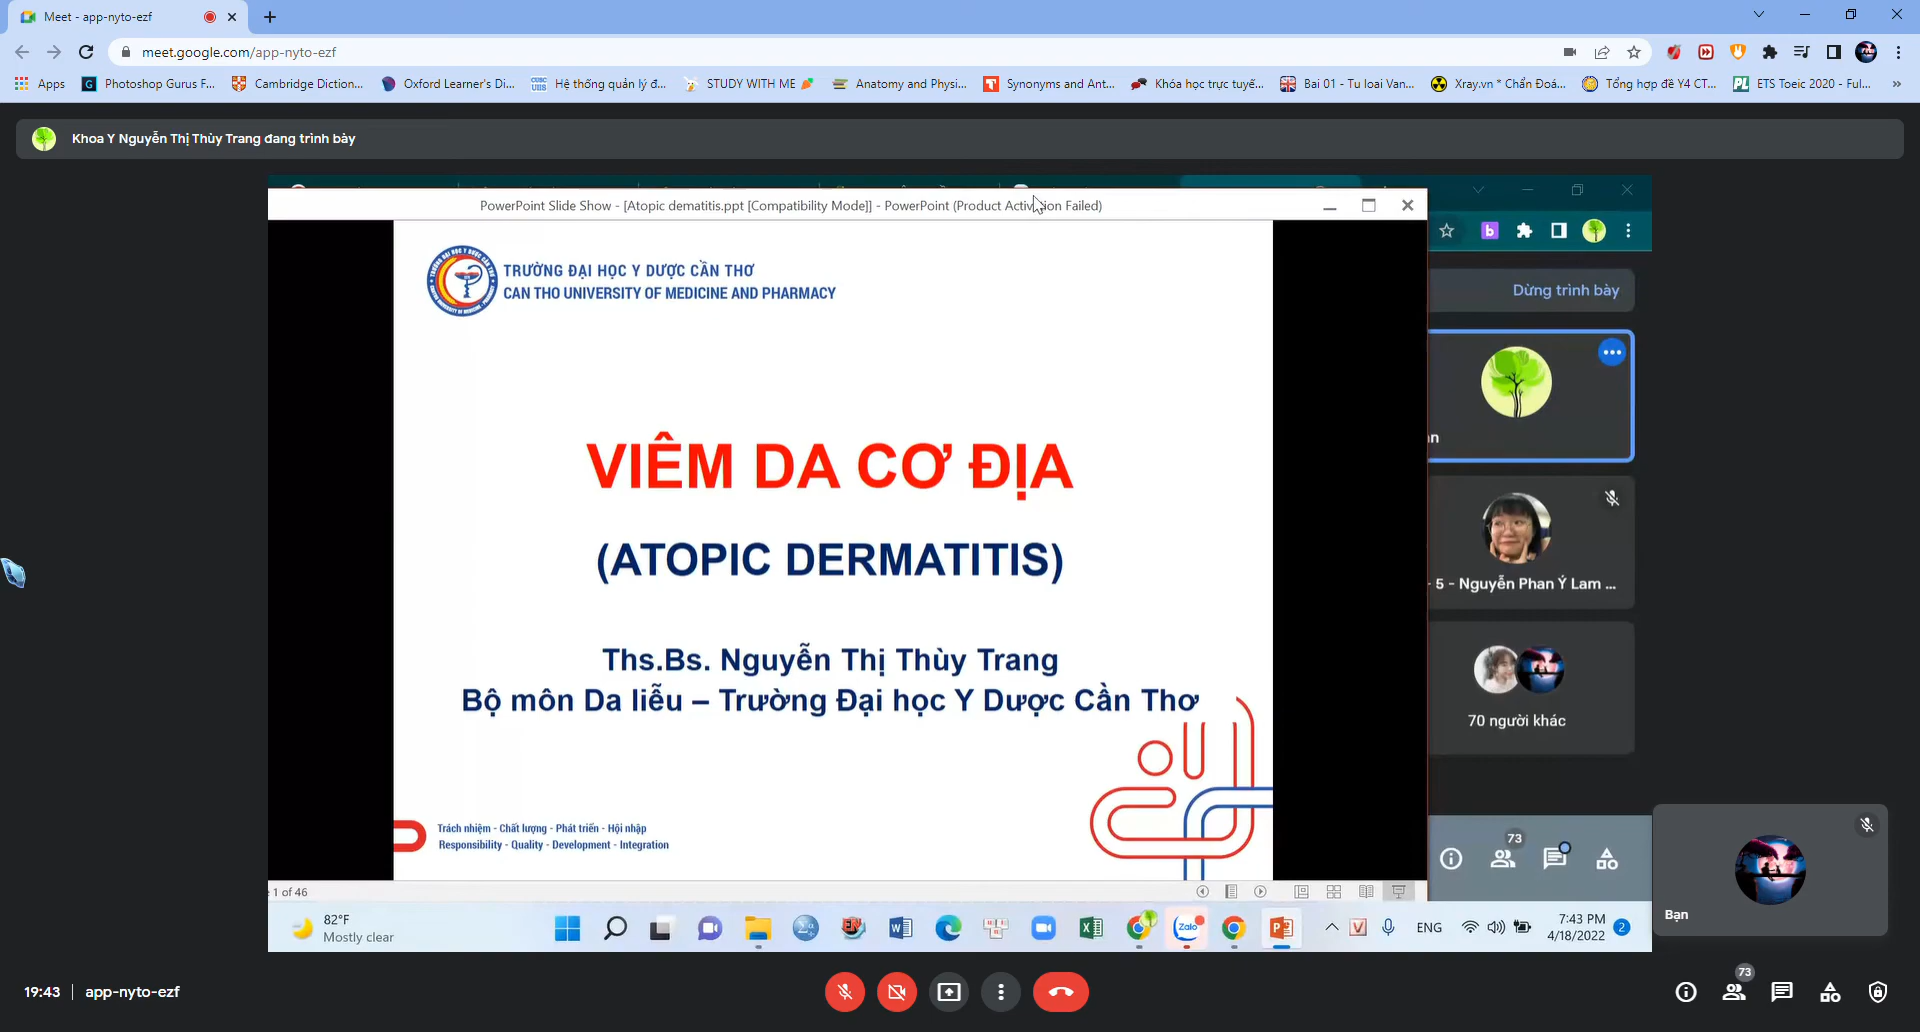 Meet - app-nyto-ezf
meet.google.com/app-nyto-ezf
Apps
Photoshop Gurus F...
Cambridge Diction...
Oxford Learner's Di...
Hệ thống quản lý đ...
STUDY WITH ME
Anatomy and Physi...
Synonyms and Ant...
Khóa học trực tuyế...
Bai 01 - Tu loai Van...
Xray.vn * Chẩn Đoá...
Tổng hợp đề Y4 CT...
ETS Toeic 2020 - Ful...
Khoa Y Nguyễn Thị Thùy Trang đang trình bày
PowerPoint Slide Show - [Atopic dematitis.ppt [Compatibility Mode]] - PowerPoint (Product Activation Failed)
TRƯỜNG ĐẠI HỌC Y DƯỢC CẦN THƠ
CAN THO UNIVERSITY OF MEDICINE AND PHARMACY
Dừng trình bày
VIÊM DA CƠ ĐỊA
(ATOPIC DERMATITIS)
Ths.Bs. Nguyễn Thị Thùy Trang
Bộ môn Da liễu – Trường Đại học Y Dược Cần Thơ
Trách nhiệm - Chất lượng - Phát triển - Hội nhập
Responsibility - Quality - Development - Integration
5 - Nguyễn Phan Ý Lam ...
70 người khác
73
1 of 46
82°F
Mostly clear
ENG
7:43 PM
4/18/2022
2
Bạn
19:43
app-nyto-ezf
73